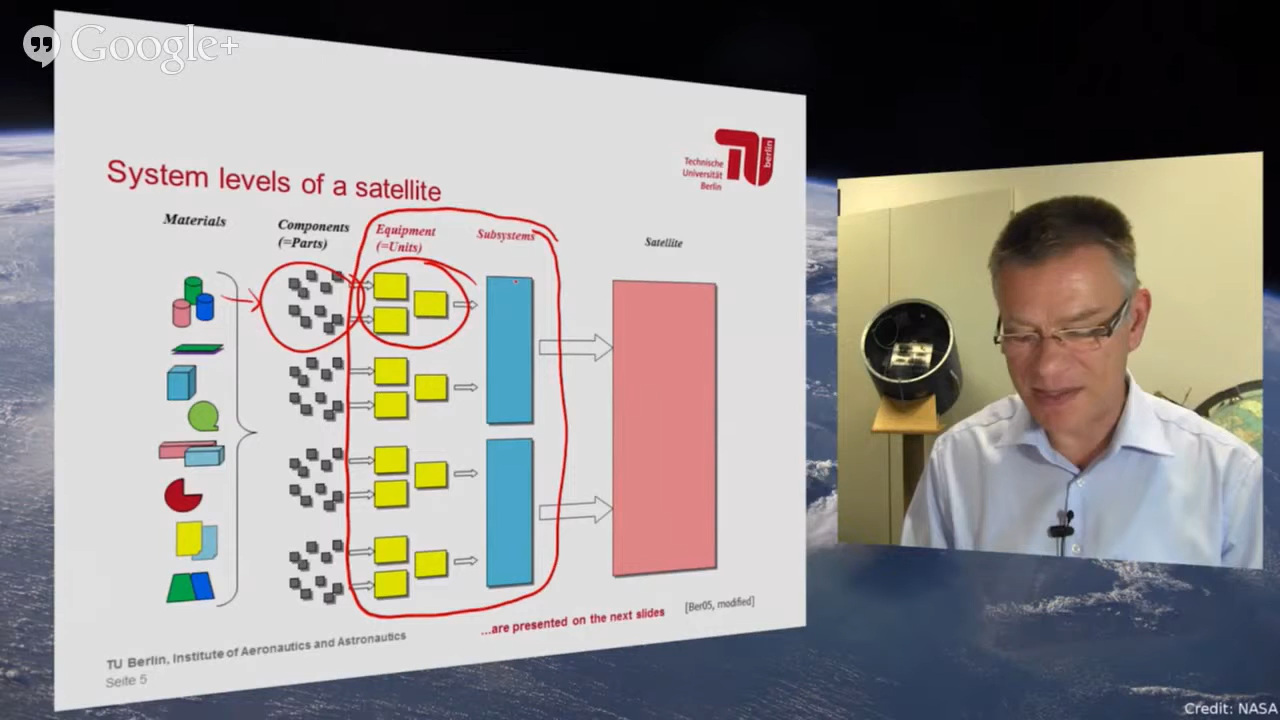 Google+
Technische
Universität
Berlin
berlin
System levels of a satellite
Materials
Components
(=Parts)
Equipment
(=Units)
Subsystems
Satellite
...are presented on the next slides
[Ber05, modified]
TU Berlin, Institute of Aeronautics and Astronautics
Seite 5
Credit: NASA